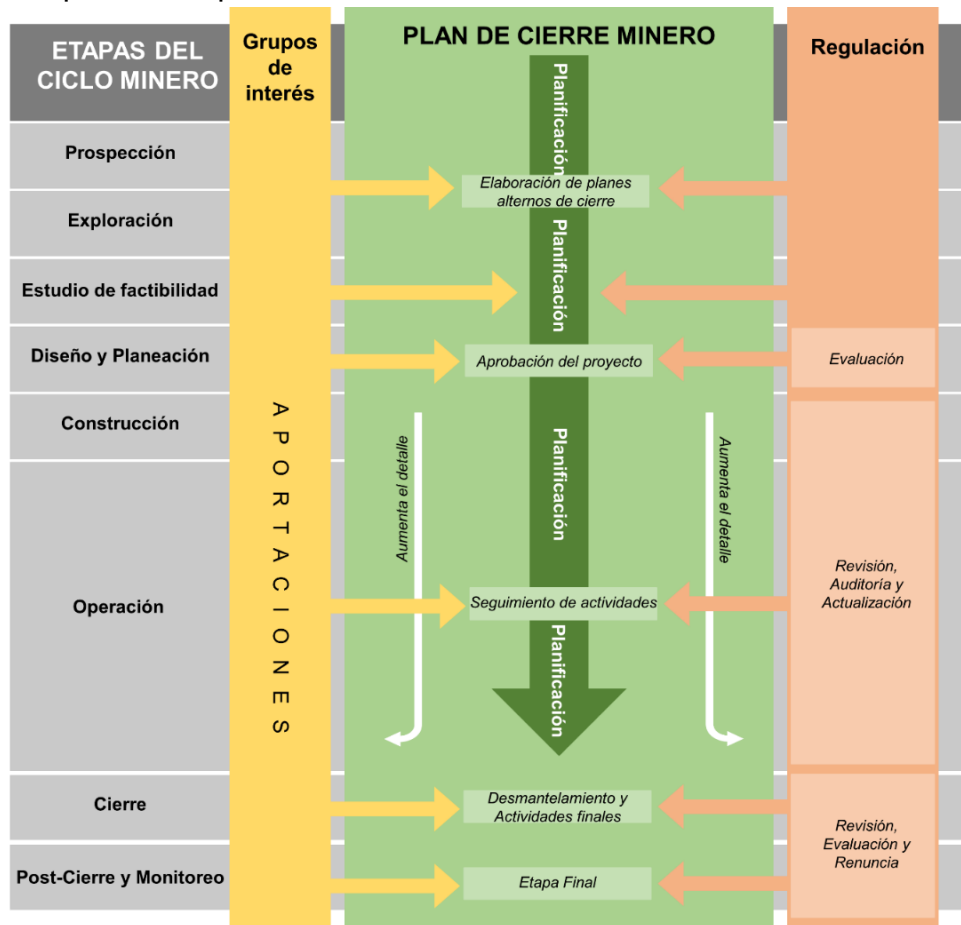 ETAPAS DEL
CICLO MINERO
Grupos
de
interés
PLAN DE CIERRE MINERO
Regulación
Planificación
Prospección
Elaboración de planes
alternos de cierre
Exploración
Planificación
Estudio de factibilidad
Diseño y Planeación
Aprobación del proyecto
Evaluación
Construcción
APORTACIONES
Aumenta el detalle
Planificación
Aumenta el detalle
Operación
Seguimiento de actividades
Revisión,
Auditoría y
Actualización
Planificación
Cierre
Desmantelamiento y
Actividades finales
Revisión,
Evaluación y
Renuncia
Post-Cierre y Monitoreo
Etapa Final